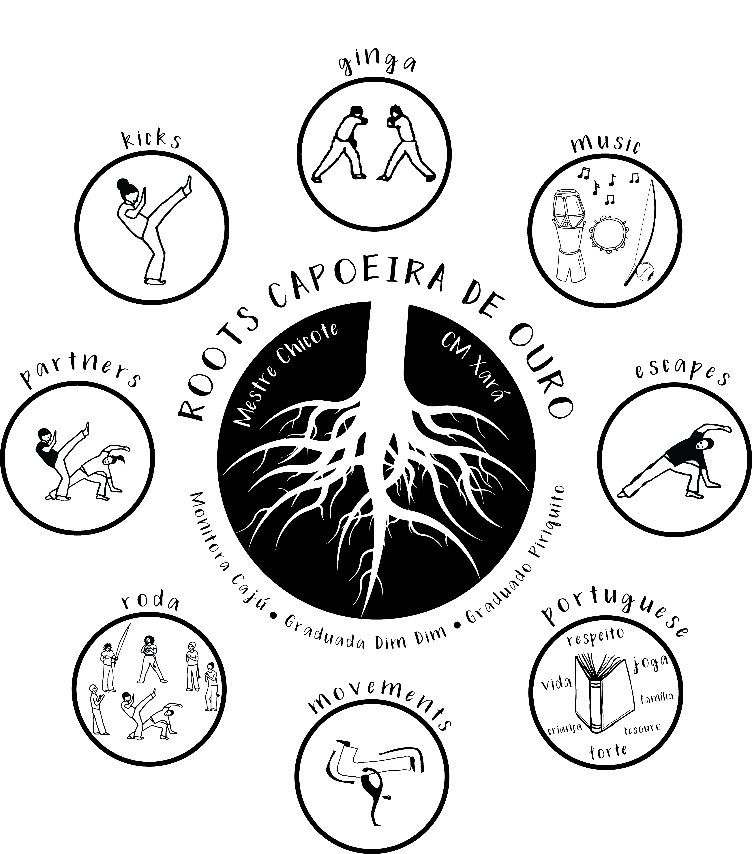 ginga
kicks
music
ROOTS CAPOEIRA DE OURO
Mestre Chicote
CM Xará
partners
escapes
Monitora Cajú • Graduada Dim Dim • Graduado Piriquito
roda
portuguese
respeito
joga
vida
família
criança
tesoura
forte
movements